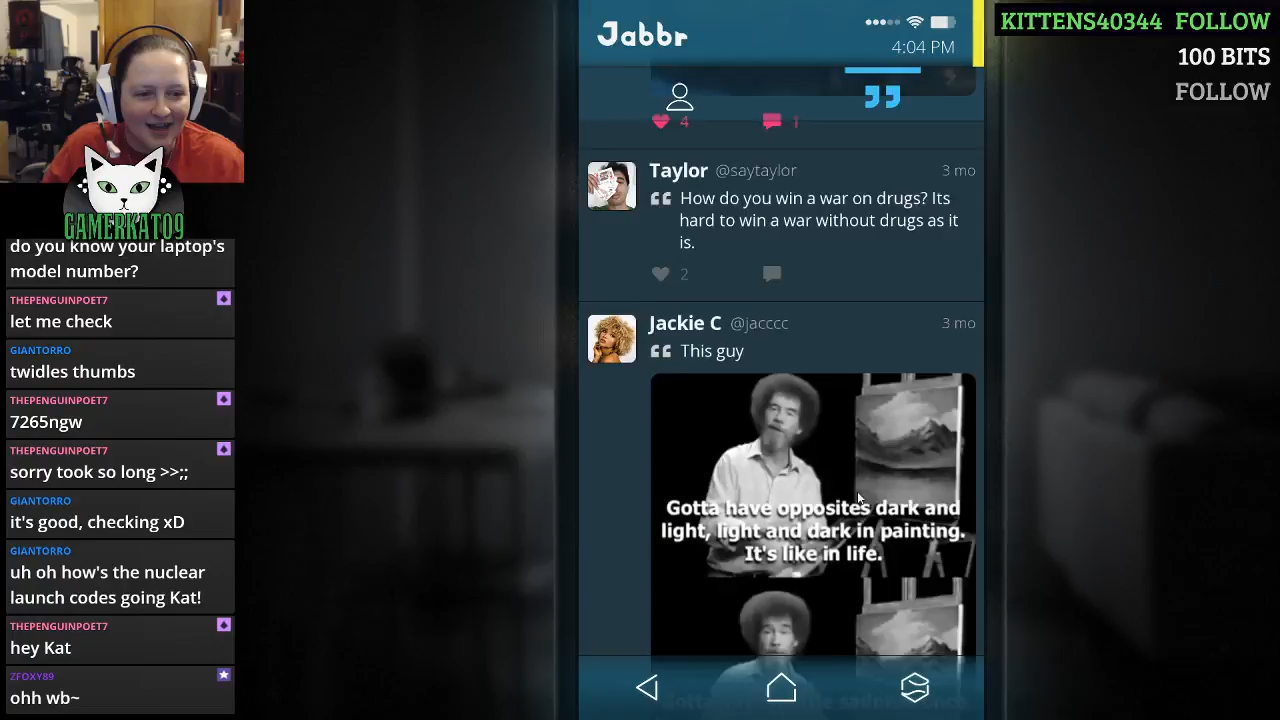 KITTENS40344 FOLLOW
100 BITS
FOLLOW
GAMERKAT09
do you know your laptop's
model number?
THEPENGUINPOET7
let me check
GIANTORRO
twidles thumbs
THEPENGUINPOET7
7265ngw
THEPENGUINPOET7
sorry took so long >>;;
GIANTORRO
it's good, checking xD
GIANTORRO
uh oh how's the nuclear
launch codes going Kat!
THEPENGUINPOET7
hey Kat
ZFOXY89
ohh wb~
Jabbr
4:04 PM
4 1
Taylor @saytaylor 3 mo
How do you win a war on drugs? Its
hard to win a war without drugs as it
is.
2
Jackie C @jacccc 3 mo
This guy
Gotta have opposites dark and
light, light and dark in painting.
It's like in life.